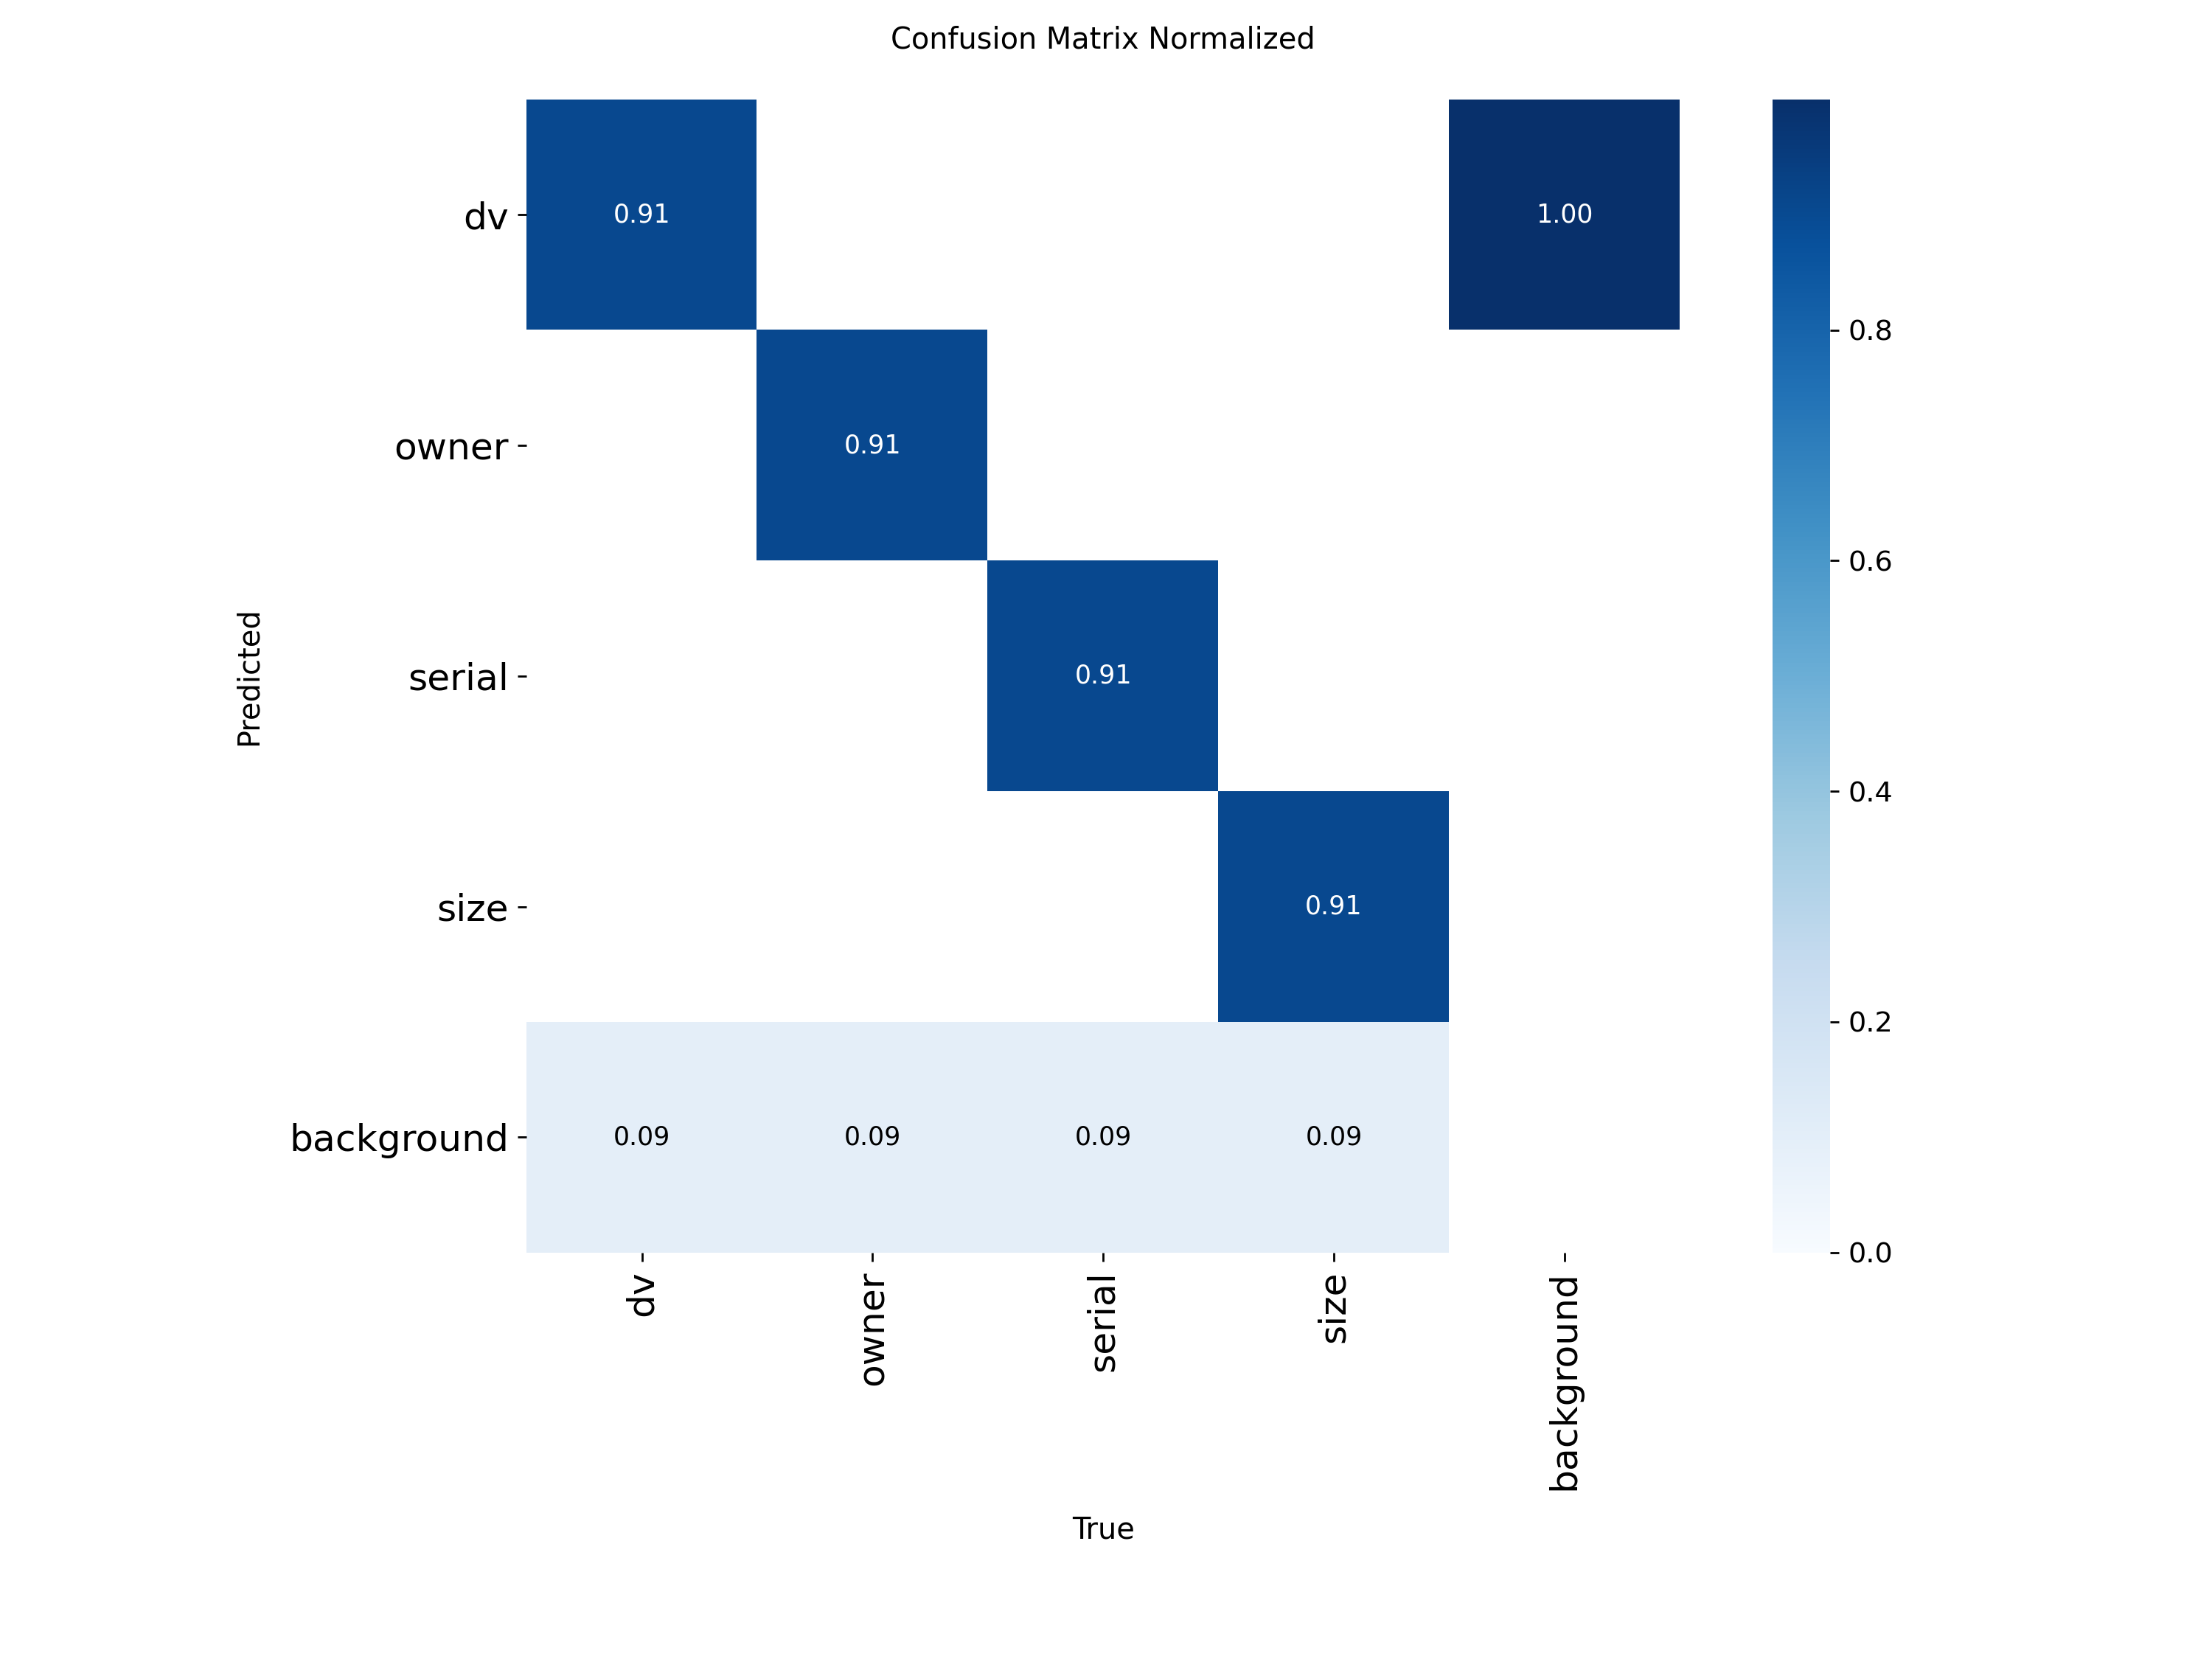 Confusion Matrix Normalized
dv
0.91
1.00
0.8
owner
0.91
0.6
Predicted
serial
0.91
0.4
size
0.91
0.2
background
0.09 0.09 0.09 0.09
0.0
dv owner serial size background
True